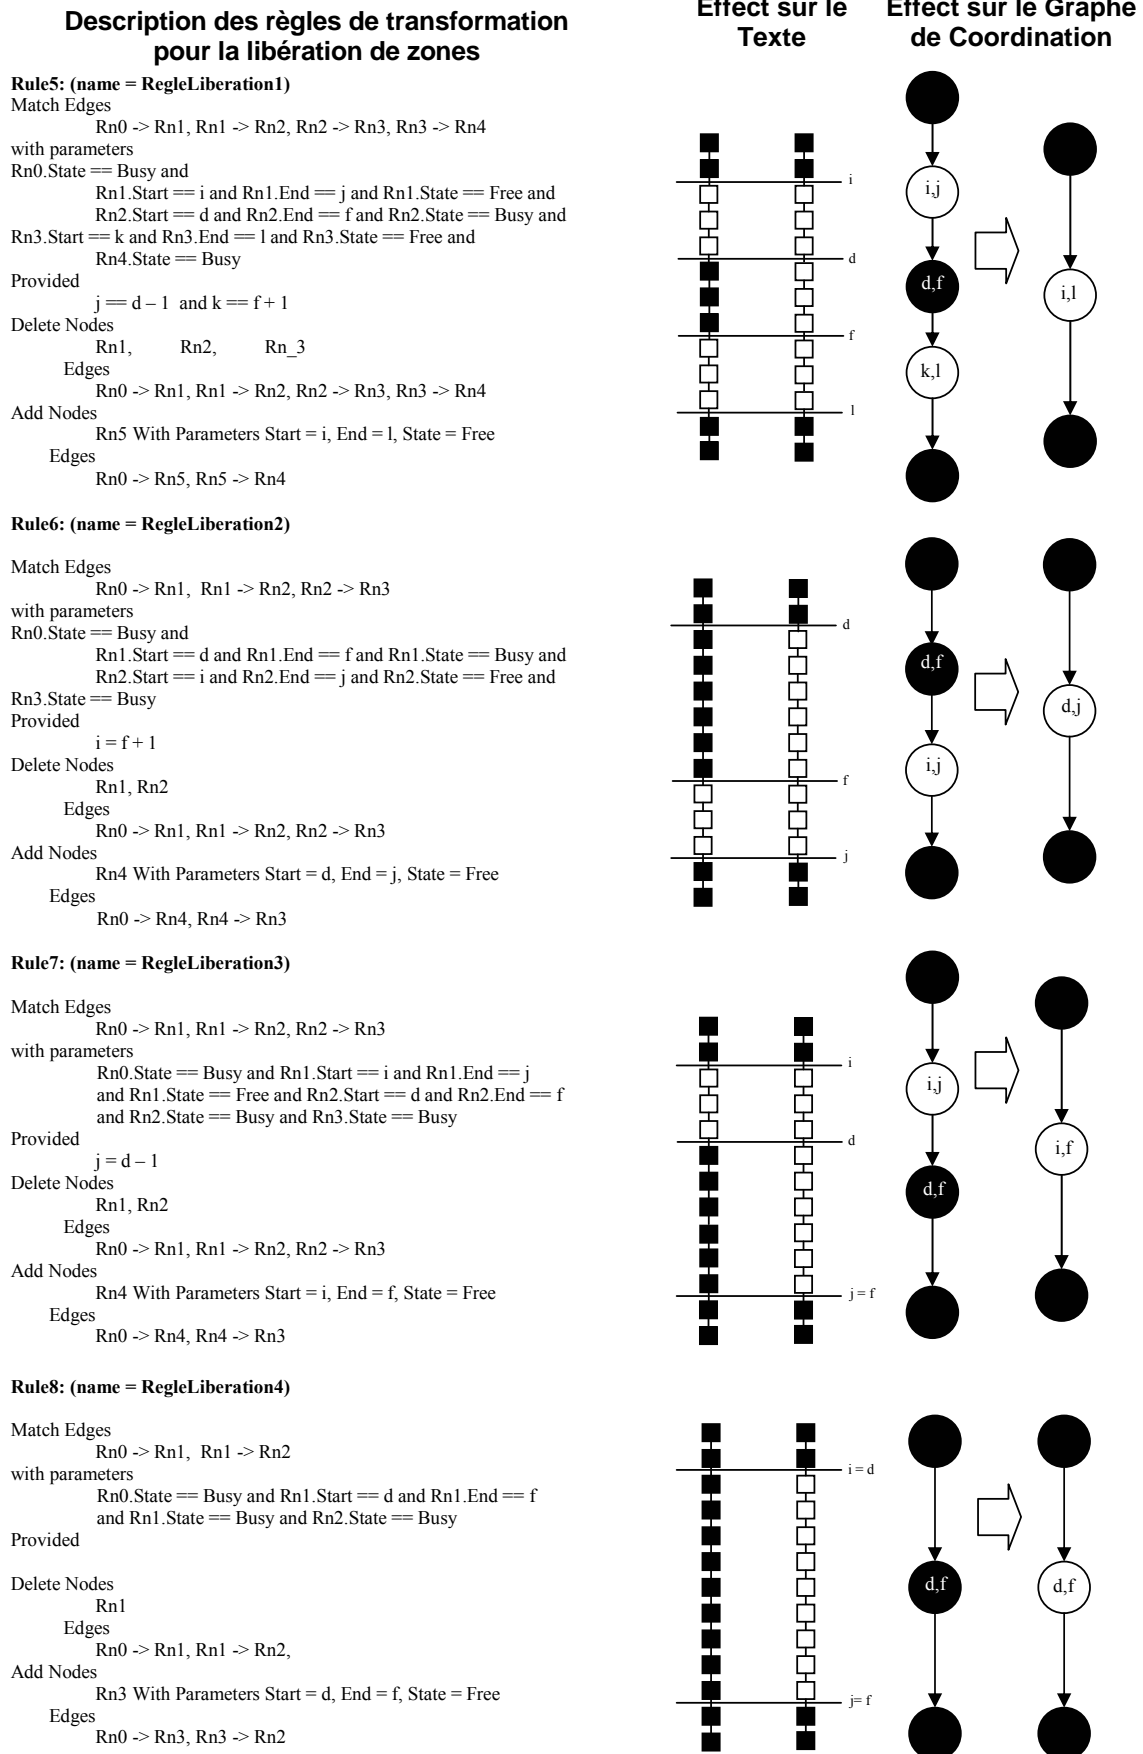 Description des règles de transformation
pour la libération de zones
Effect sur le
Texte
Effect sur le Graphe
de Coordination
Rule5: (name = RegleLiberation1)
Match Edges
Rn0 -> Rn1, Rn1 -> Rn2, Rn2 -> Rn3, Rn3 -> Rn4
with parameters
Rn0.State == Busy and
Rn1.Start == i and Rn1.End == j and Rn1.State == Free and
Rn2.Start == d and Rn2.End == f and Rn2.State == Busy and
Rn3.Start == k and Rn3.End == l and Rn3.State == Free and
Rn4.State == Busy
Provided
j == d – 1 and k == f + 1
Delete Nodes
Rn1, Rn2, Rn_3
Edges
Rn0 -> Rn1, Rn1 -> Rn2, Rn2 -> Rn3, Rn3 -> Rn4
Add Nodes
Rn5 With Parameters Start = i, End = l, State = Free
Edges
Rn0 -> Rn5, Rn5 -> Rn4
i
d
f
l
i,j
d,f
k,l
i,l
Rule6: (name = RegleLiberation2)
Match Edges
Rn0 -> Rn1, Rn1 -> Rn2, Rn2 -> Rn3
with parameters
Rn0.State == Busy and
Rn1.Start == d and Rn1.End == f and Rn1.State == Busy and
Rn2.Start == i and Rn2.End == j and Rn2.State == Free and
Rn3.State == Busy
Provided
i = f + 1
Delete Nodes
Rn1, Rn2
Edges
Rn0 -> Rn1, Rn1 -> Rn2, Rn2 -> Rn3
Add Nodes
Rn4 With Parameters Start = d, End = j, State = Free
Edges
Rn0 -> Rn4, Rn4 -> Rn3
d
f
j
d,f
i,j
d,j
Rule7: (name = RegleLiberation3)
Match Edges
Rn0 -> Rn1, Rn1 -> Rn2, Rn2 -> Rn3
with parameters
Rn0.State == Busy and Rn1.Start == i and Rn1.End == j
and Rn1.State == Free and Rn2.Start == d and Rn2.End == f
and Rn2.State == Busy and Rn3.State == Busy
Provided
j = d – 1
Delete Nodes
Rn1, Rn2
Edges
Rn0 -> Rn1, Rn1 -> Rn2, Rn2 -> Rn3
Add Nodes
Rn4 With Parameters Start = i, End = f, State = Free
Edges
Rn0 -> Rn4, Rn4 -> Rn3
i
d
j = f
i,j
d,f
i,f
Rule8: (name = RegleLiberation4)
Match Edges
Rn0 -> Rn1, Rn1 -> Rn2
with parameters
Rn0.State == Busy and Rn1.Start == d and Rn1.End == f
and Rn1.State == Busy and Rn2.State == Busy
Provided
Delete Nodes
Rn1
Edges
Rn0 -> Rn1, Rn1 -> Rn2,
Add Nodes
Rn3 With Parameters Start = d, End = f, State = Free
Edges
Rn0 -> Rn3, Rn3 -> Rn2
i = d
j= f
d,f
d,f